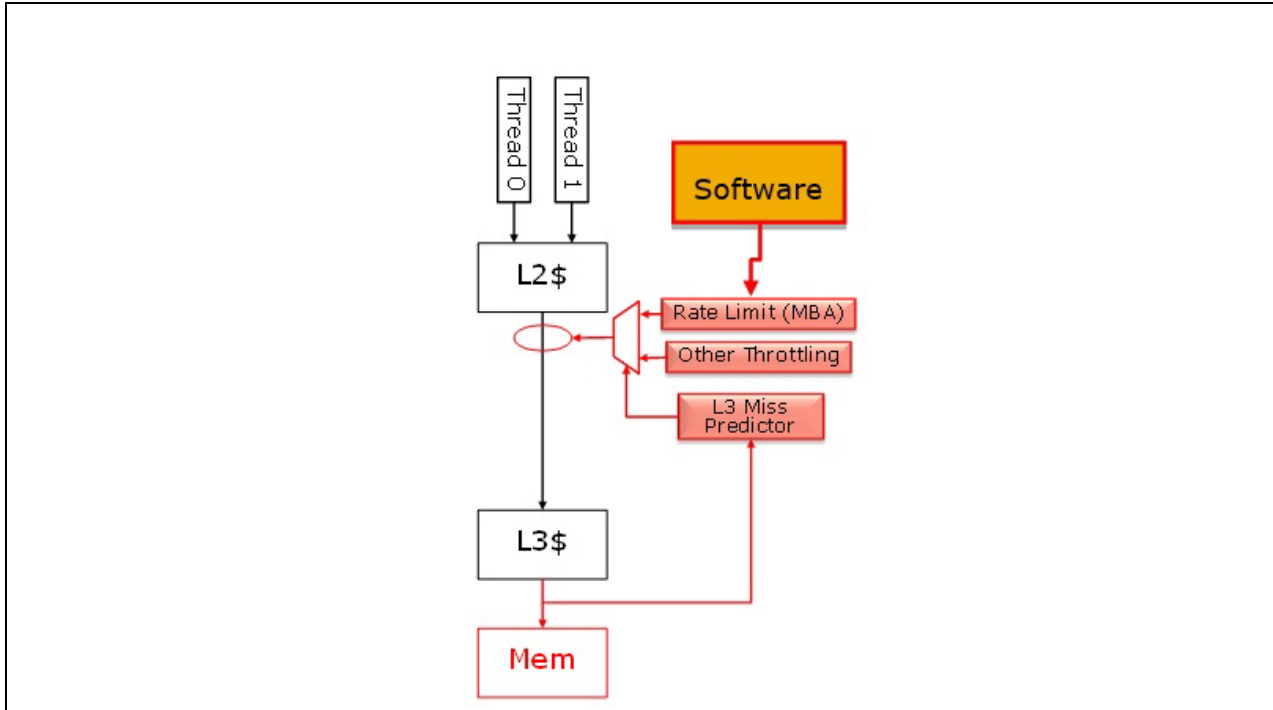 Thread 0
Thread 1
Software
L2$
Rate Limit (MBA)
Other Throttling
L3 Miss
Predictor
L3$
Mem